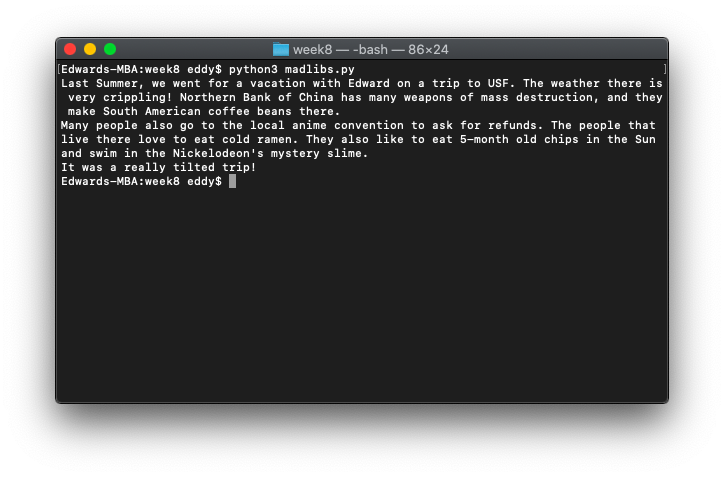 week8 — -bash — 86×24
[Edwards-MBA:week8 eddy$ python3 madlibs.py ]
Last Summer, we went for a vacation with Edward on a trip to USF. The weather there is
very crippling! Northern Bank of China has many weapons of mass destruction, and they
make South American coffee beans there.
Many people also go to the local anime convention to ask for refunds. The people that
live there love to eat cold ramen. They also like to eat 5-month old chips in the Sun
and swim in the Nickelodeon's mystery slime.
It was a really tilted trip!
Edwards-MBA:week8 eddy$